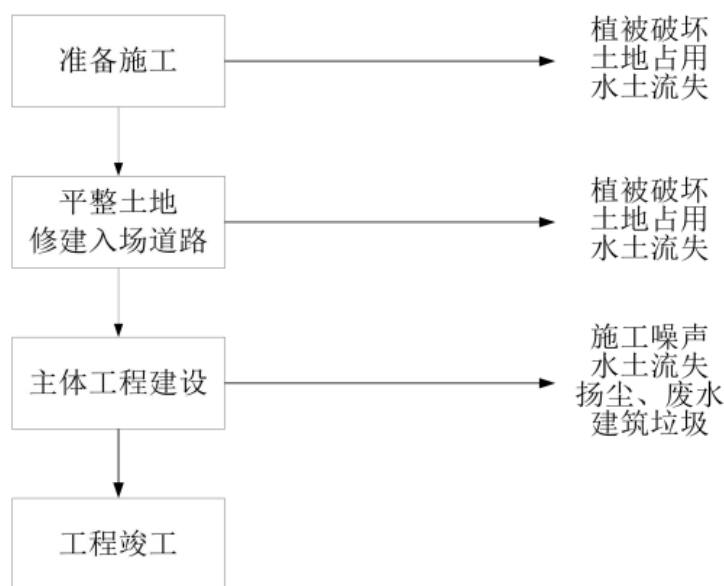 准备施工
植被破坏
土地占用
水土流失
平整土地
修建入场道路
植被破坏
土地占用
水土流失
主体工程建设
施工噪声
水土流失
扬尘、废水
建筑垃圾
工程竣工